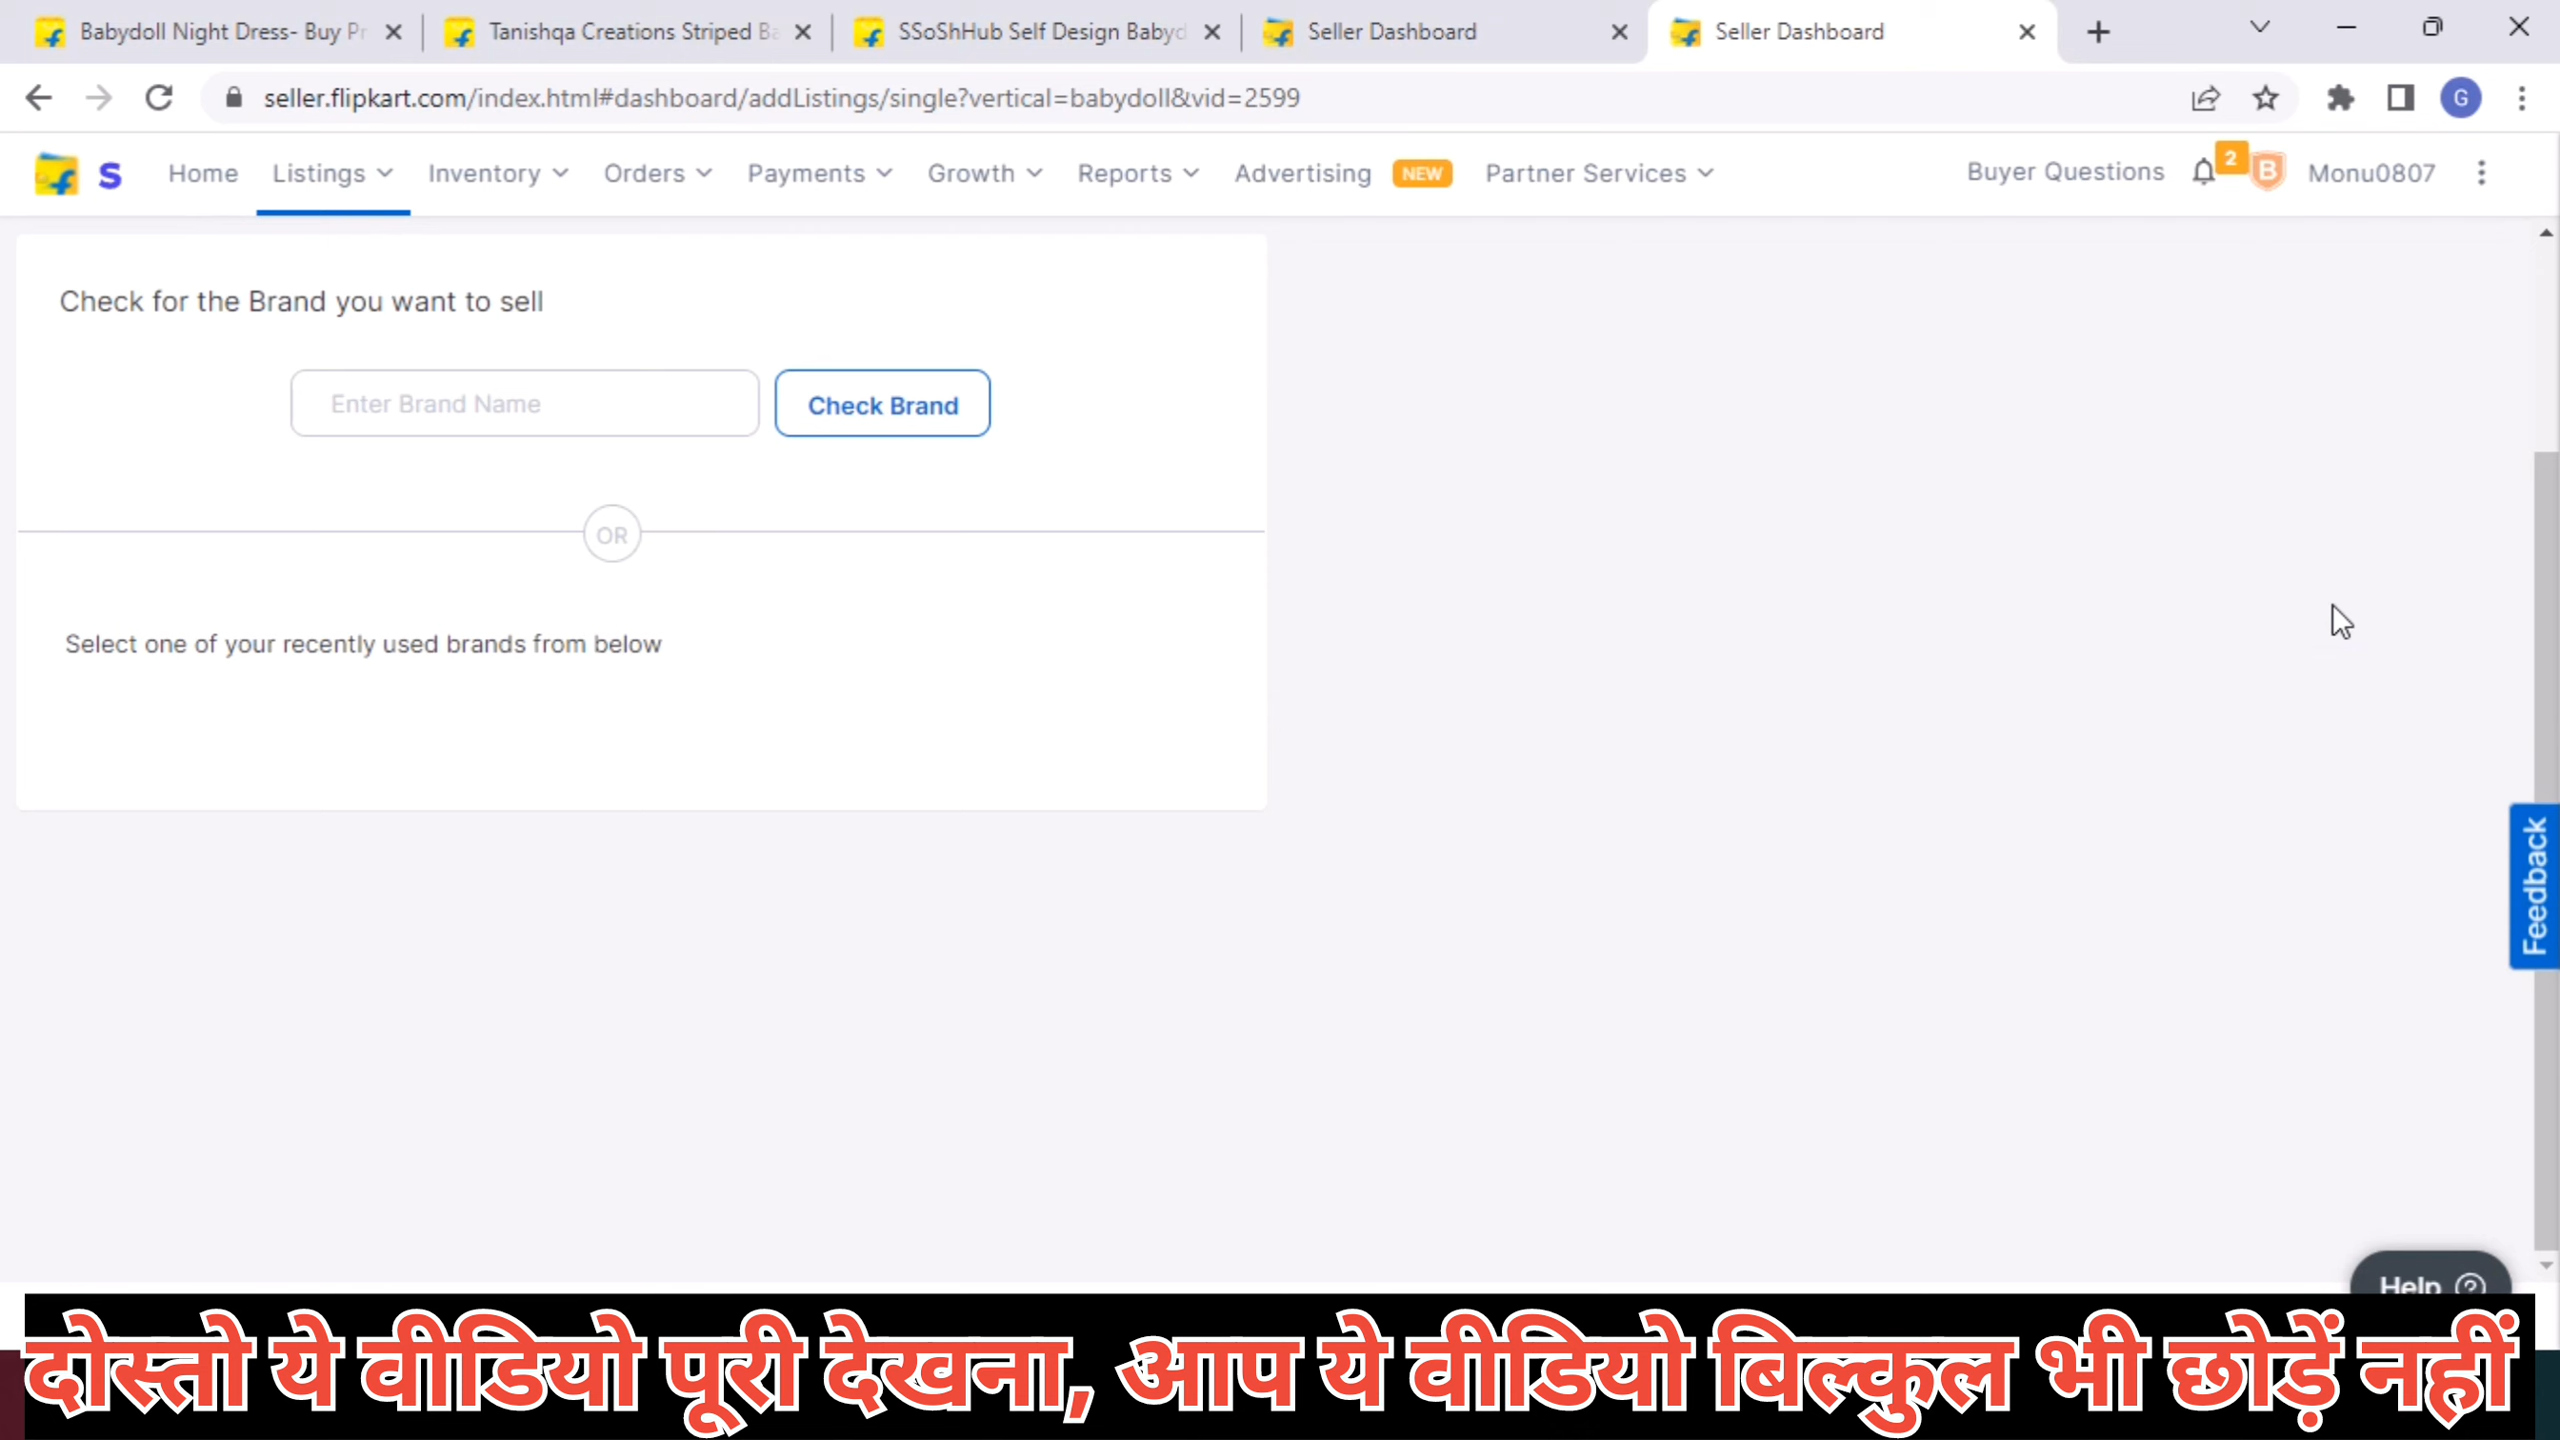 Babydoll Night Dress- Buy Pr
Tanishqa Creations Striped Ba
SSoShHub Self Design Babyd
Seller Dashboard
Seller Dashboard
seller.flipkart.com/index.html#dashboard/addListings/single?vertical=babydoll&vid=2599
G
S Home Listings Inventory Orders Payments Growth Reports Advertising NEW Partner Services Buyer Questions 2 B Monu0807
Check for the Brand you want to sell
Enter Brand Name Check Brand
OR
Select one of your recently used brands from below
Feedback
Help
दोस्तो ये वीडियो पूरी देखना, आप ये वीडियो बिल्कुल भी छोड़ें नहीं